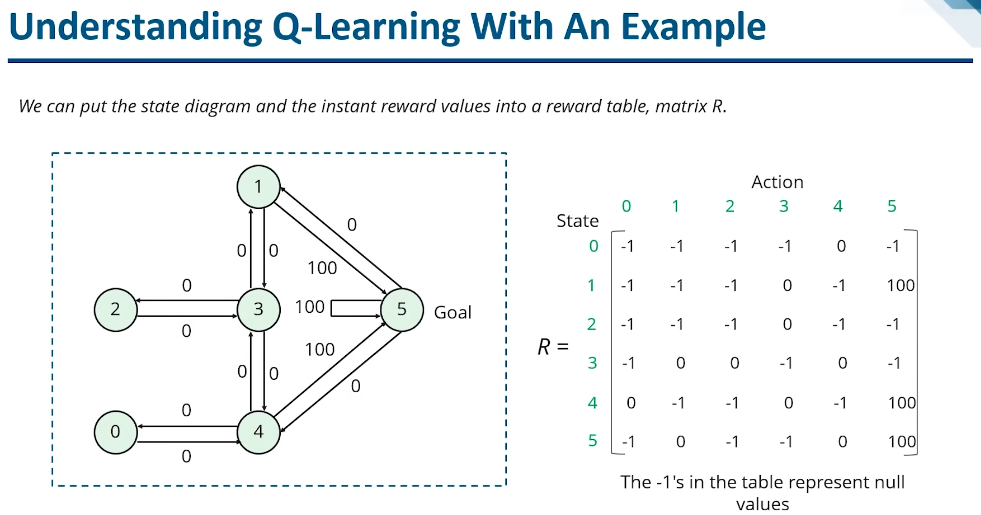 Understanding Q-Learning With An Example
We can put the state diagram and the instant reward values into a reward table, matrix R.
1
0
0 0
100
0
2
3
100
5
Goal
0
100
0 0
0
0
0
4
0
Action
0 1 2 3 4 5
State
0 -1 -1 -1 -1 0 -1
1 -1 -1 -1 0 -1 100
2 -1 -1 -1 0 -1 -1
R =
3 -1 0 0 -1 0 -1
4 0 -1 -1 0 -1 100
5 -1 0 -1 -1 0 100
The -1's in the table represent null
values